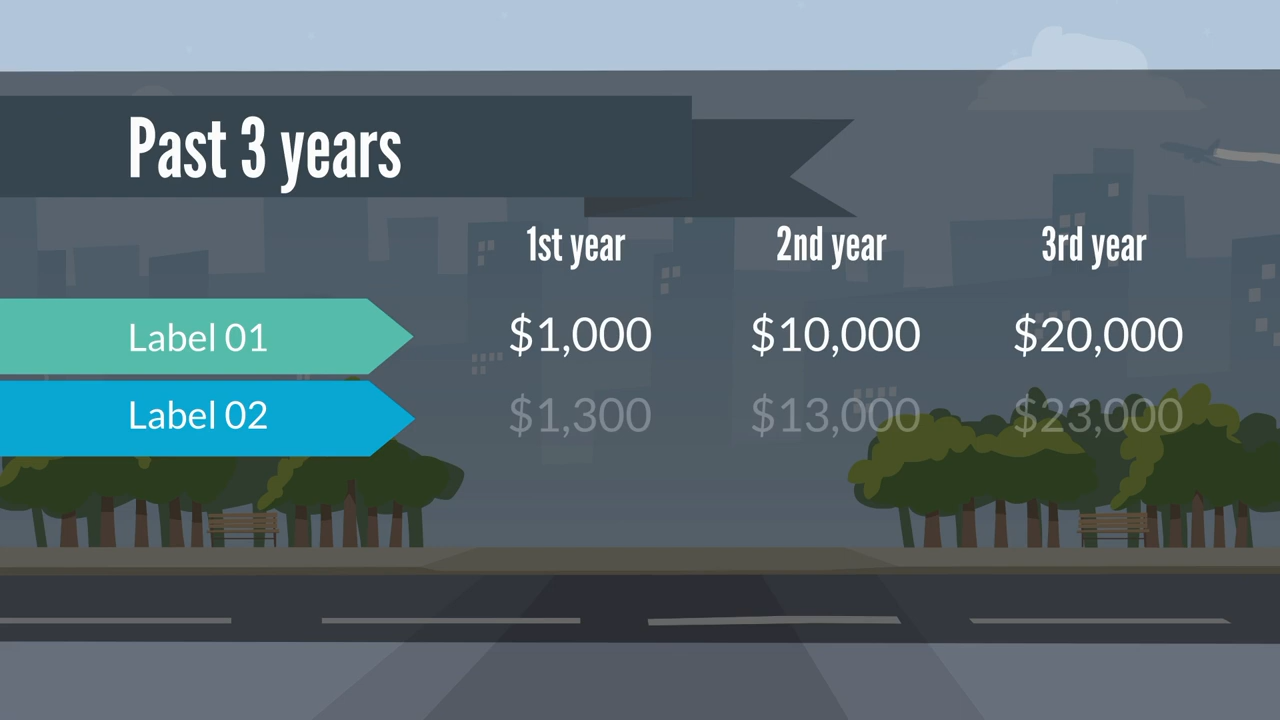 Past 3 years
1st year 2nd year 3rd year
Label 01 $1,000 $10,000 $20,000
Label 02 $1,300 $13,000 $23,000